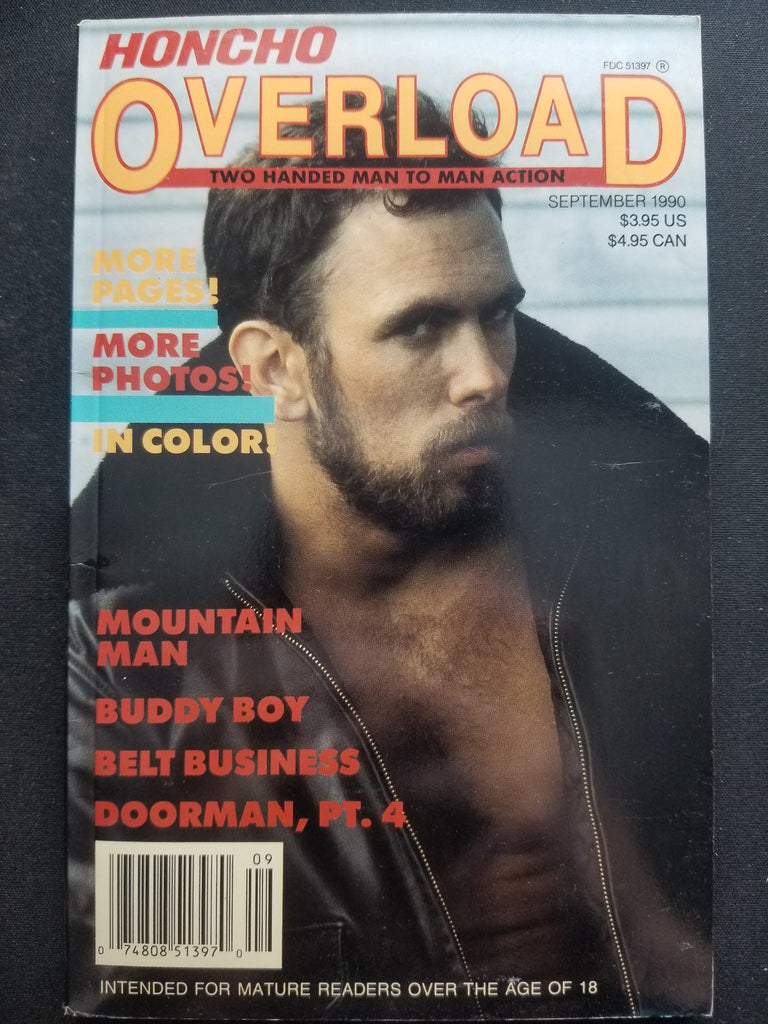 HONCHO
FDC 51397 ®
OVERLOAD
TWO HANDED MAN TO MAN ACTION
SEPTEMBER 1990
$3.95 US
$4.95 CAN
MORE
PAGES!
MORE
PHOTOS!
IN COLOR!
MOUNTAIN
MAN
BUDDY BOY
BELT BUSINESS
DOORMAN, PT. 4
09
0 74808 51397 0
INTENDED FOR MATURE READERS OVER THE AGE OF 18